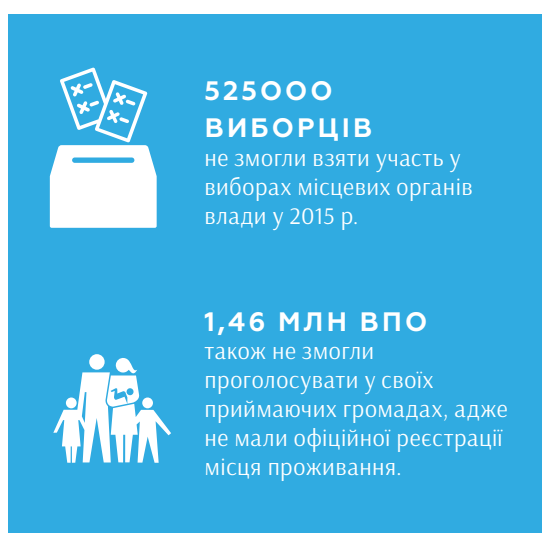 525000
ВИБОРЦІВ
не змогли взяти участь у
виборах місцевих органів
влади у 2015 р.
1,46 МЛН ВПО
також не змогли
проголосувати у своїх
приймаючих громадах, адже
не мали офіційної реєстрації
місця проживання.